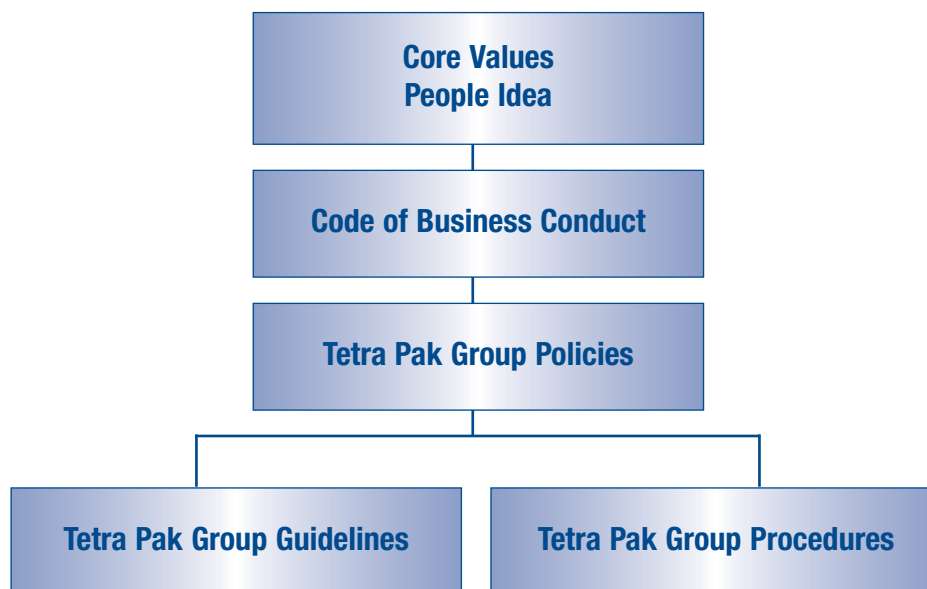 Core Values
People Idea
Code of Business Conduct
Tetra Pak Group Policies
Tetra Pak Group Guidelines
Tetra Pak Group Procedures